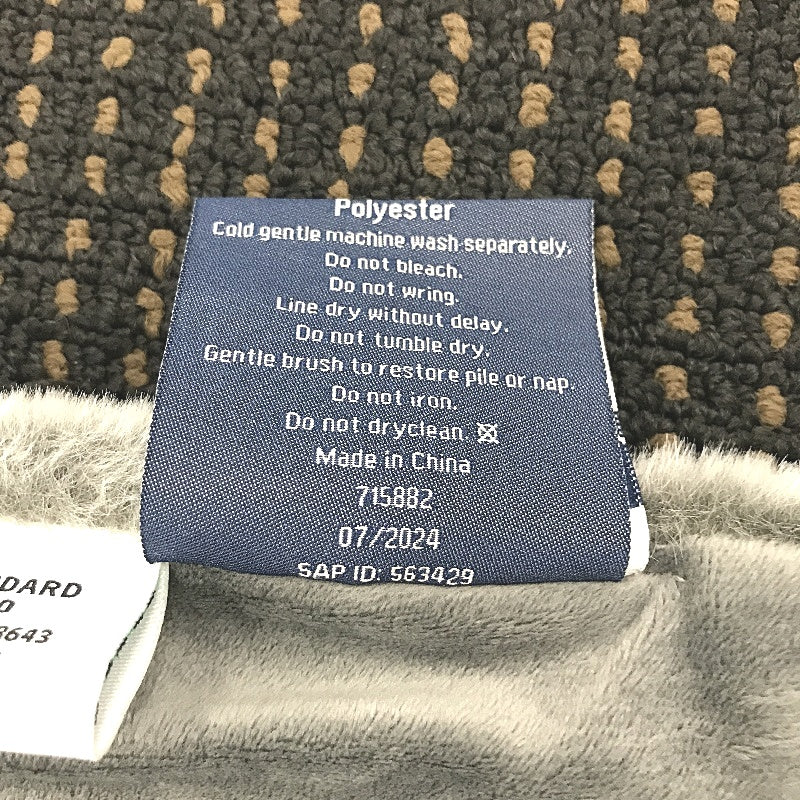 Polyester
Cold gentle machine wash separately.
Do not bleach.
Do not wring.
Line dry without delay.
Do not tumble dry.
Gentle brush to restore pile or nap.
Do not iron.
Do not dryclean.
Made in China
715882
07/2024
SAP ID: 563429
DARD
D
8643